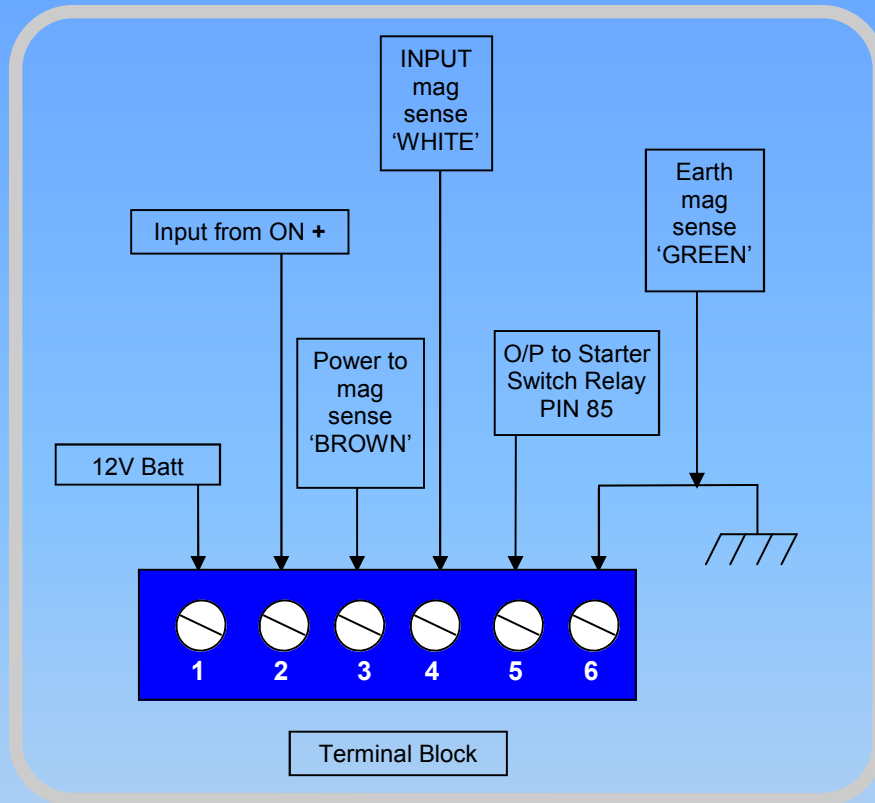 INPUT
mag
sense
‘WHITE’
Earth
mag
sense
‘GREEN’
Input from ON +
Power to
mag
sense
‘BROWN’
O/P to Starter
Switch Relay
PIN 85
12V Batt
1 2 3 4 5 6
Terminal Block